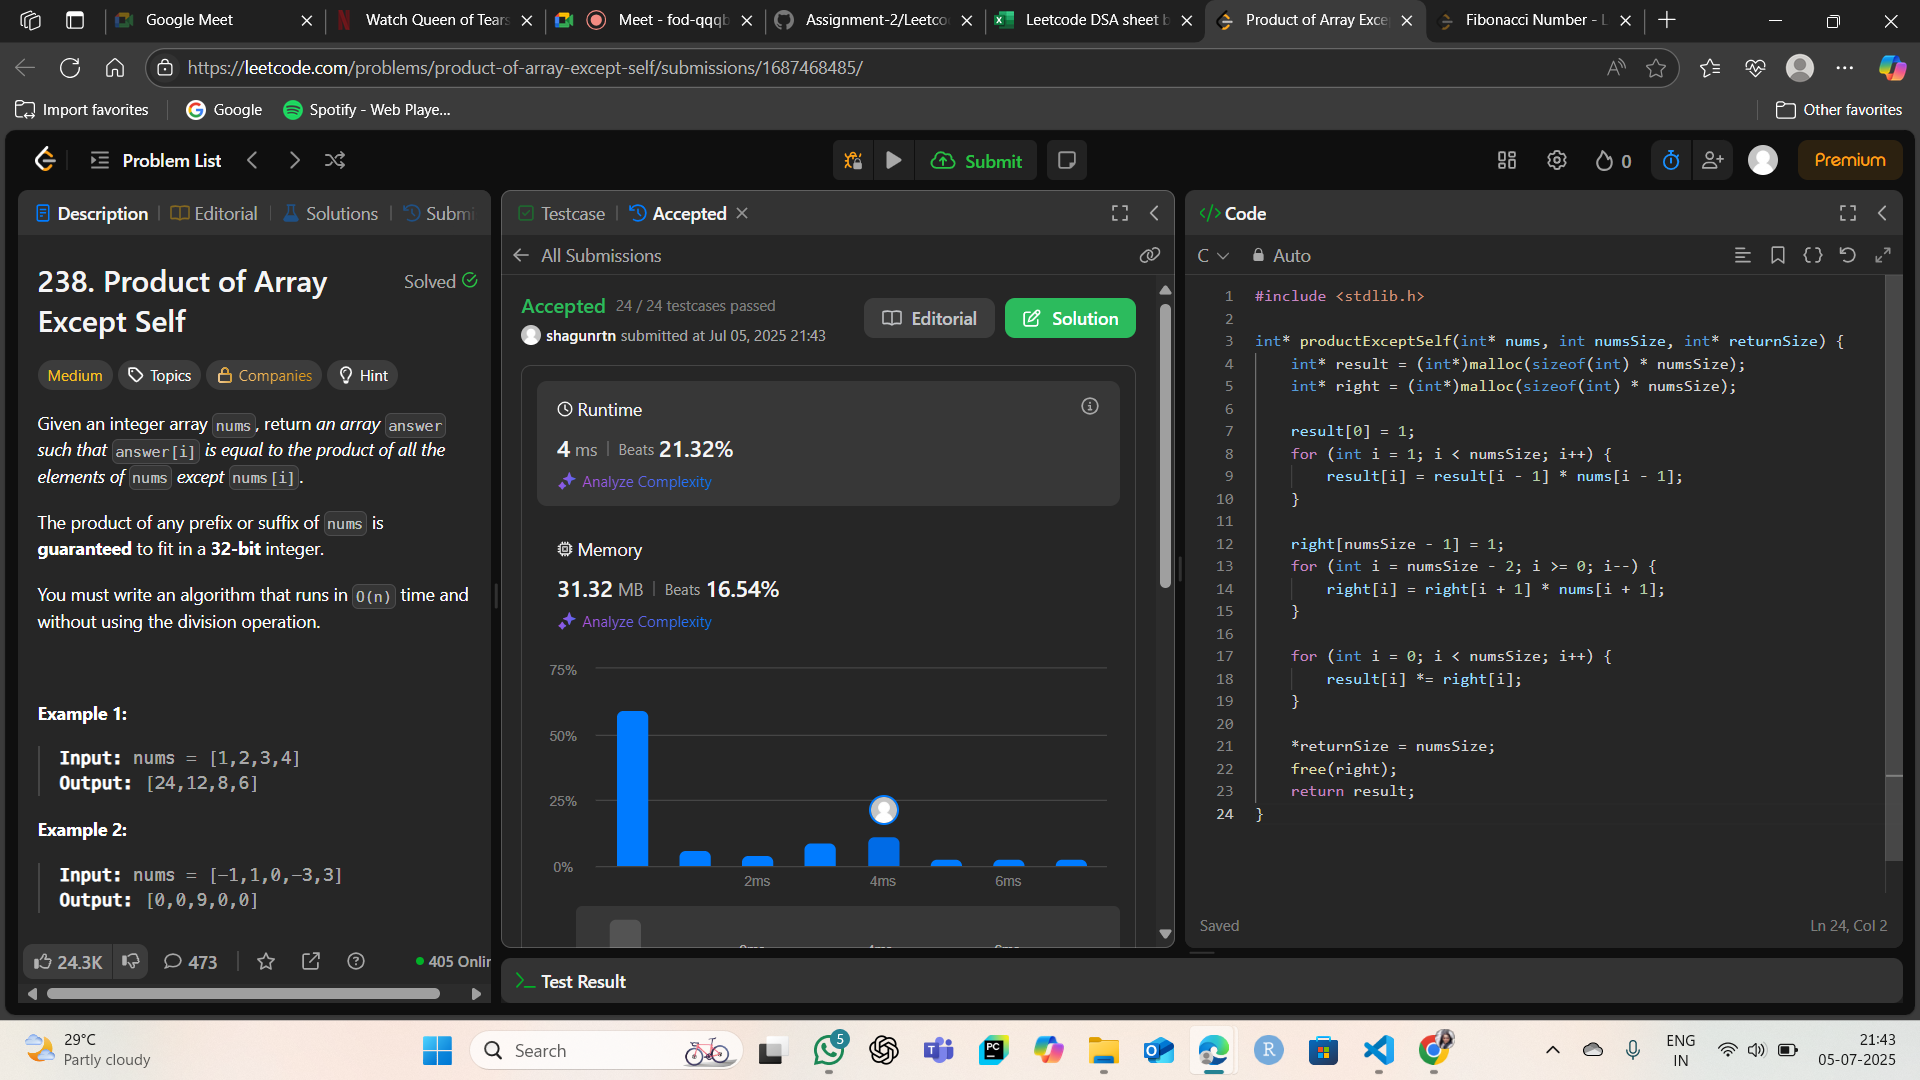 Google Meet
Watch Queen of Tears
Meet - fod-qqqb
Assignment-2/Leetco
Leetcode DSA sheet b
Product of Array Exce
Fibonacci Number - L
https://leetcode.com/problems/product-of-array-except-self/submissions/1687468485/
Import favorites
Google
Spotify - Web Playe...
Other favorites
Problem List
Submit
0
Premium
Description
Editorial
Solutions
Submi
238. Product of Array
Except Self
Solved
Medium
Topics
Companies
Hint
Given an integer array nums, return an array answer
such that answer[i] is equal to the product of all the
elements of nums except nums[i].
The product of any prefix or suffix of nums is
guaranteed to fit in a 32-bit integer.
You must write an algorithm that runs in O(n) time and
without using the division operation.
Example 1:
Input: nums = [1,2,3,4]
Output: [24,12,8,6]
Example 2:
Input: nums = [-1,1,0,-3,3]
Output: [0,0,9,0,0]
24.3K
473
405 Onlin
Testcase
Accepted
All Submissions
Accepted 24 / 24 testcases passed
shagunrtn submitted at Jul 05, 2025 21:43
Editorial
Solution
Runtime
4 ms | Beats 21.32%
Analyze Complexity
Memory
31.32 MB | Beats 16.54%
Analyze Complexity
75%
50%
25%
0%
2ms
4ms
6ms
Test Result
</> Code
C
Auto
1 #include <stdlib.h>
2
3 int* productExceptSelf(int* nums, int numsSize, int* returnSize) {
4 int* result = (int*)malloc(sizeof(int) * numsSize);
5 int* right = (int*)malloc(sizeof(int) * numsSize);
6
7 result[0] = 1;
8 for (int i = 1; i < numsSize; i++) {
9 result[i] = result[i - 1] * nums[i - 1];
10 }
11
12 right[numsSize - 1] = 1;
13 for (int i = numsSize - 2; i >= 0; i--) {
14 right[i] = right[i + 1] * nums[i + 1];
15 }
16
17 for (int i = 0; i < numsSize; i++) {
18 result[i] *= right[i];
19 }
20
21 *returnSize = numsSize;
22 free(right);
23 return result;
24 }
Saved
Ln 24, Col 2
29°C
Partly cloudy
Search
5
ENG
IN
21:43
05-07-2025